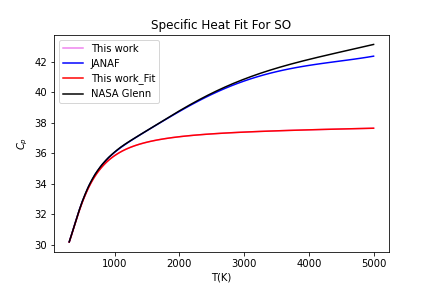 Specific Heat Fit For SO
This work
JANAF
This work_Fit
NASA Glenn
42
40
38
36
34
32
30
C_p
1000
2000
3000
4000
5000
T(K)